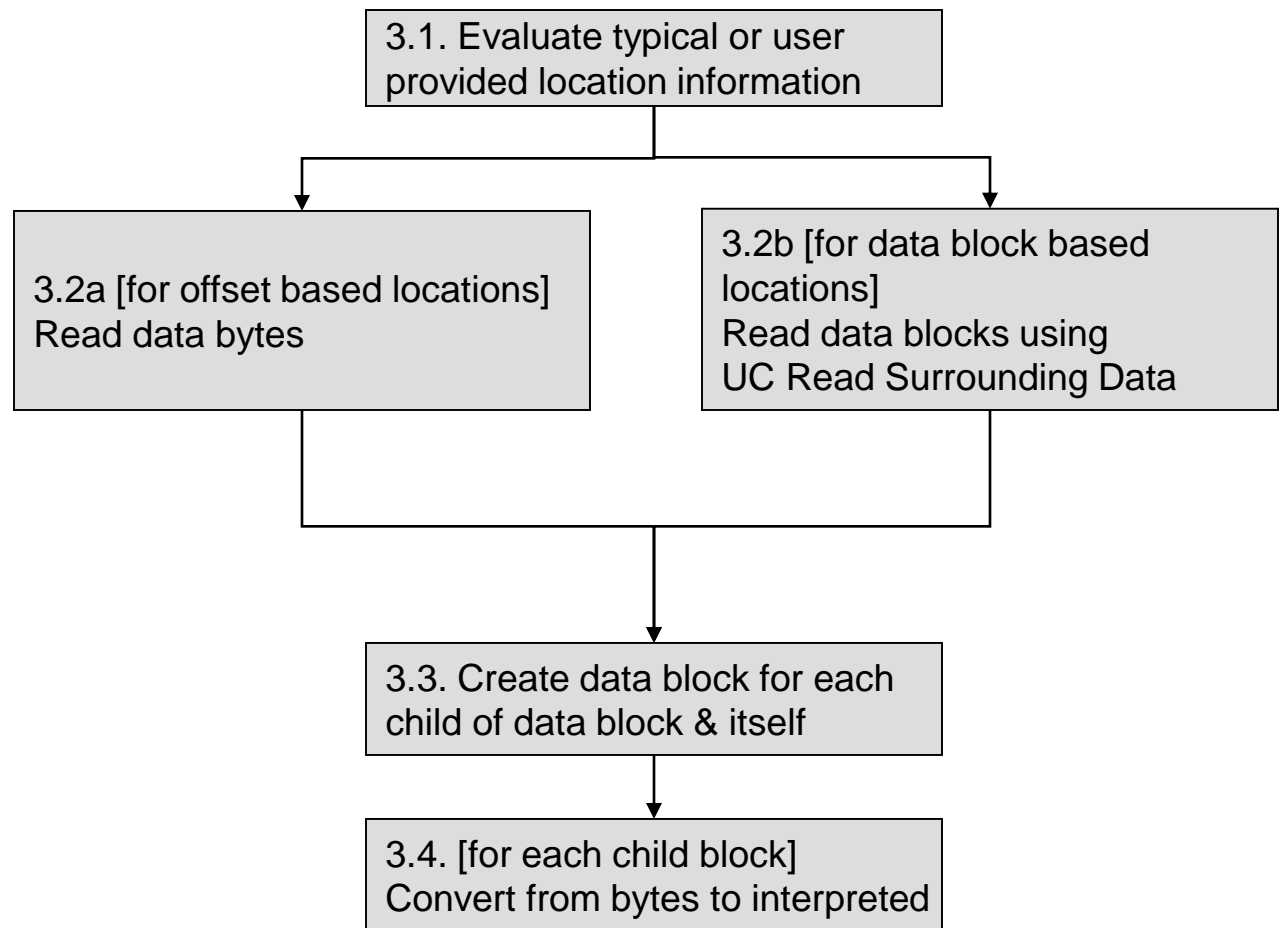 3.1. Evaluate typical or user
provided location information
3.2a [for offset based locations]
Read data bytes
3.2b [for data block based
locations]
Read data blocks using
UC Read Surrounding Data
3.3. Create data block for each
child of data block & itself
3.4. [for each child block]
Convert from bytes to interpreted